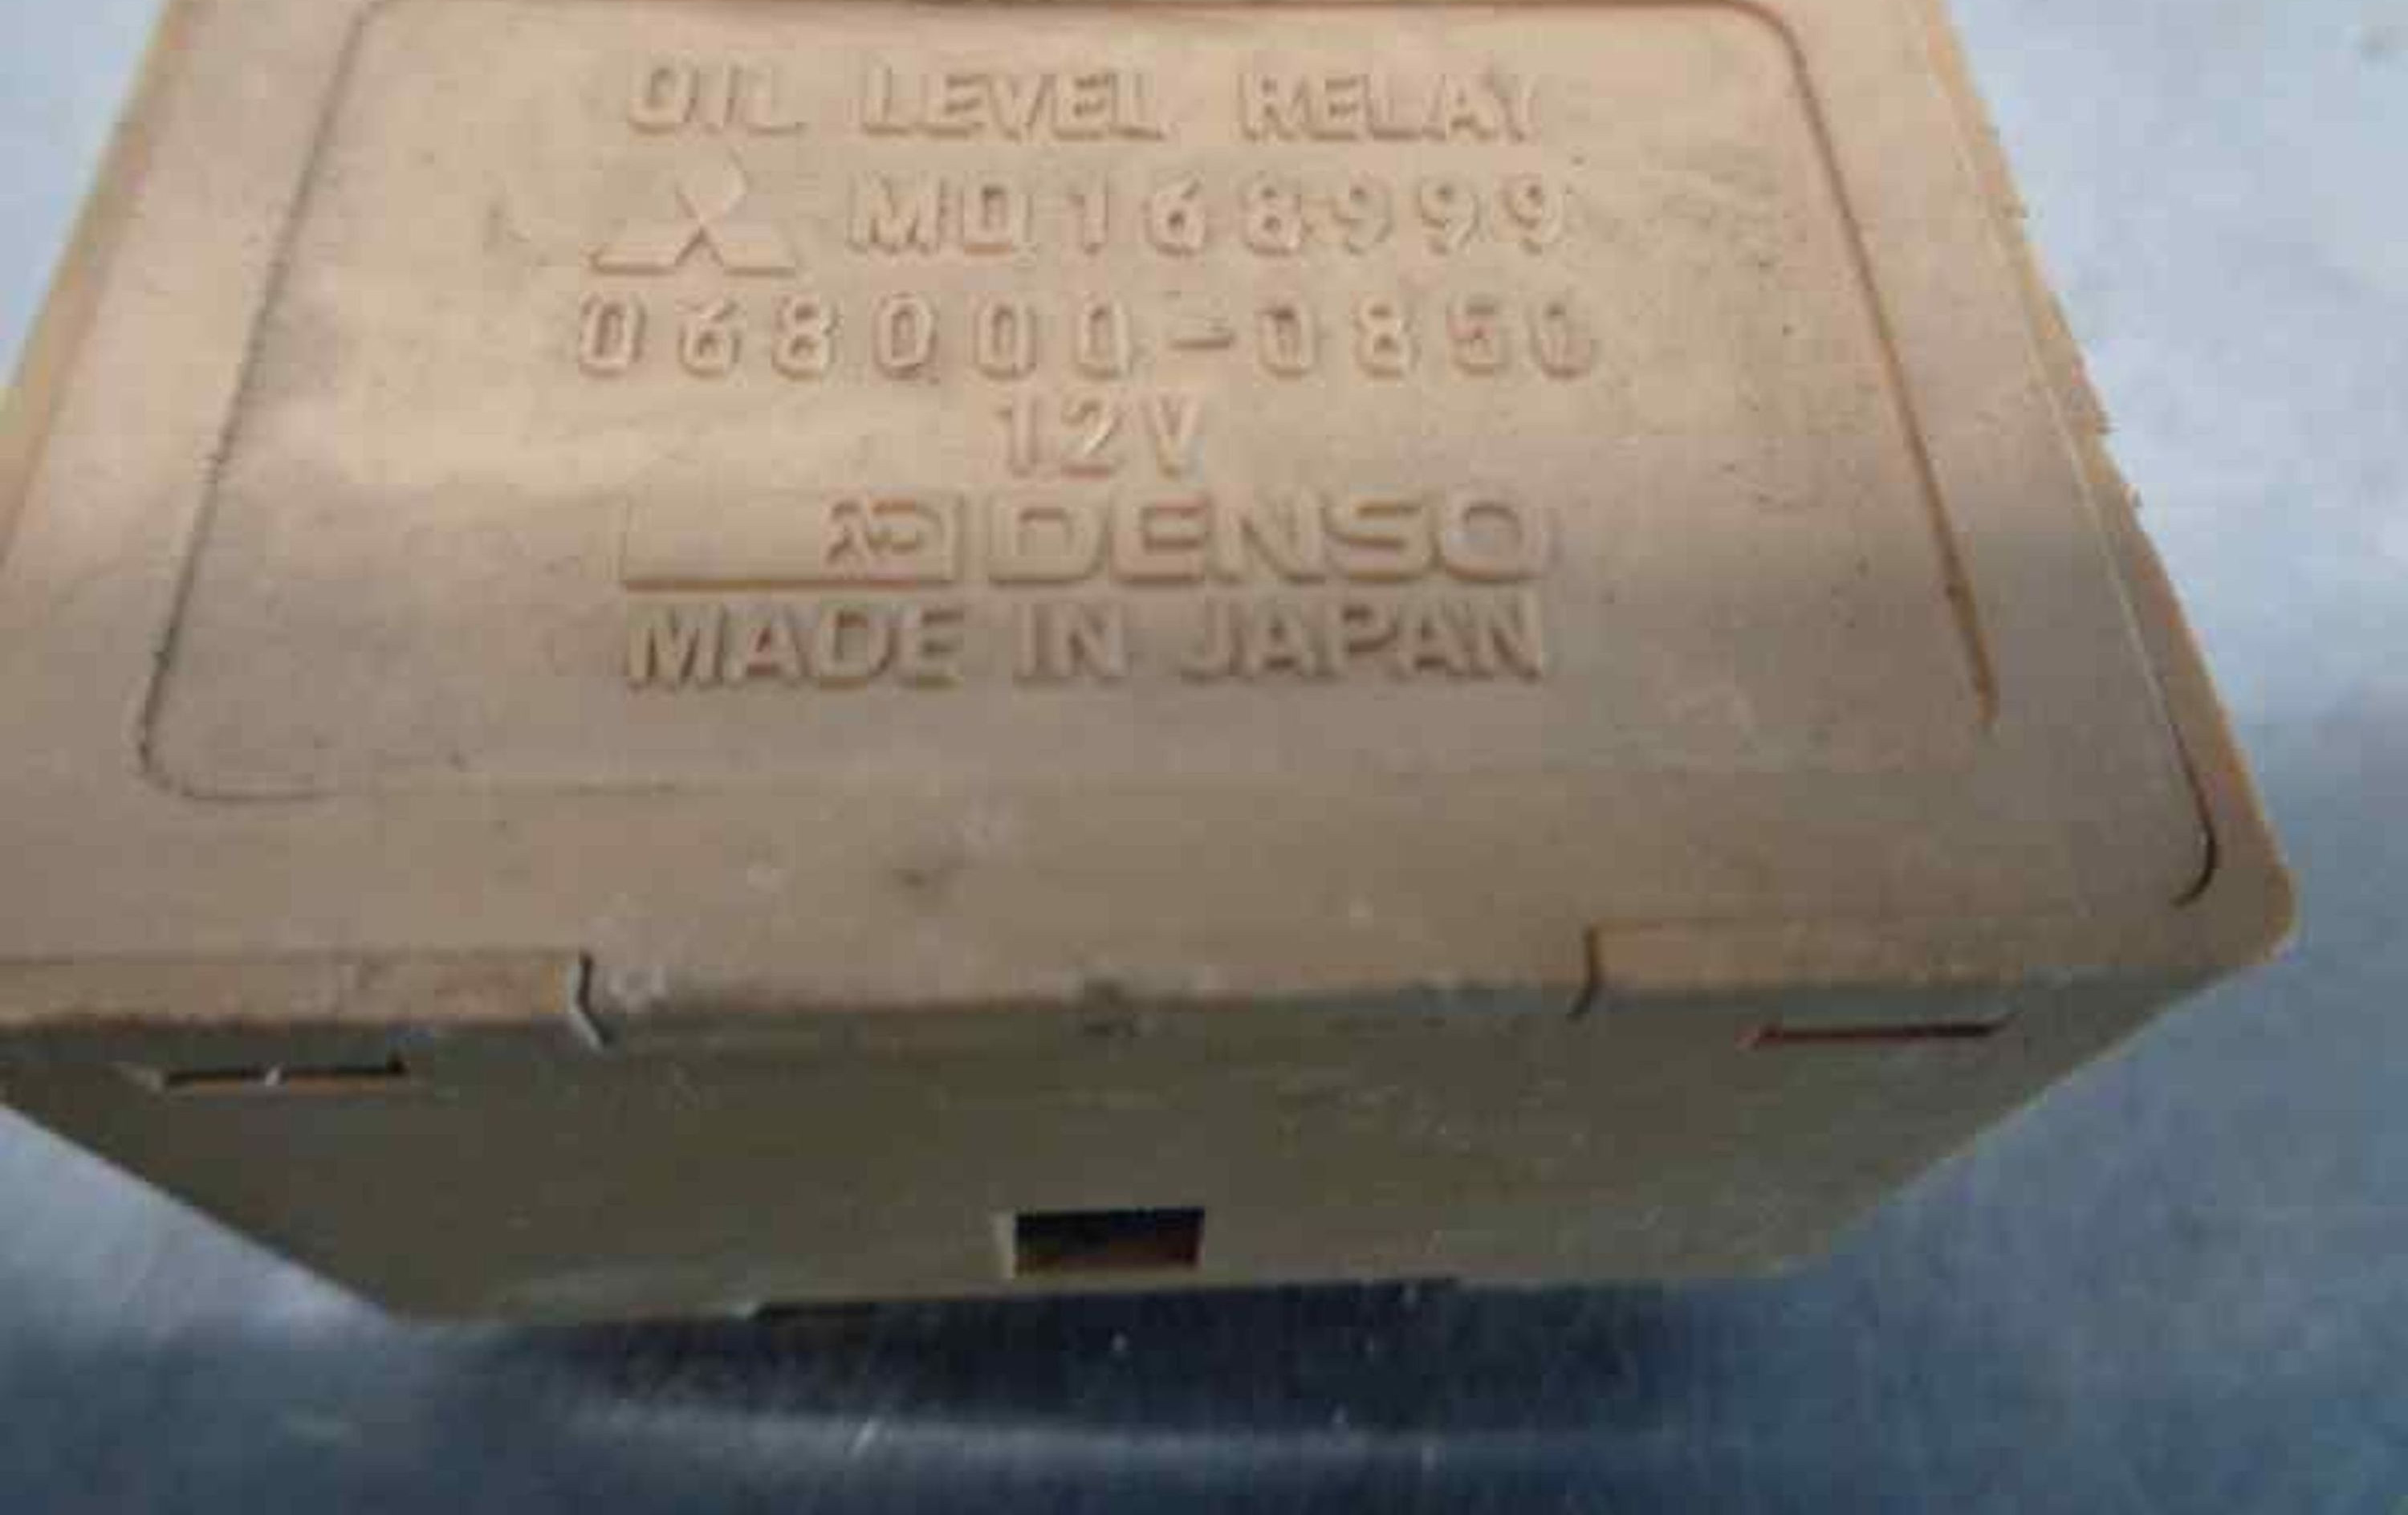 OIL LEVEL RELAY
MD168999
068000-0850
12V
DENSO
MADE IN JAPAN